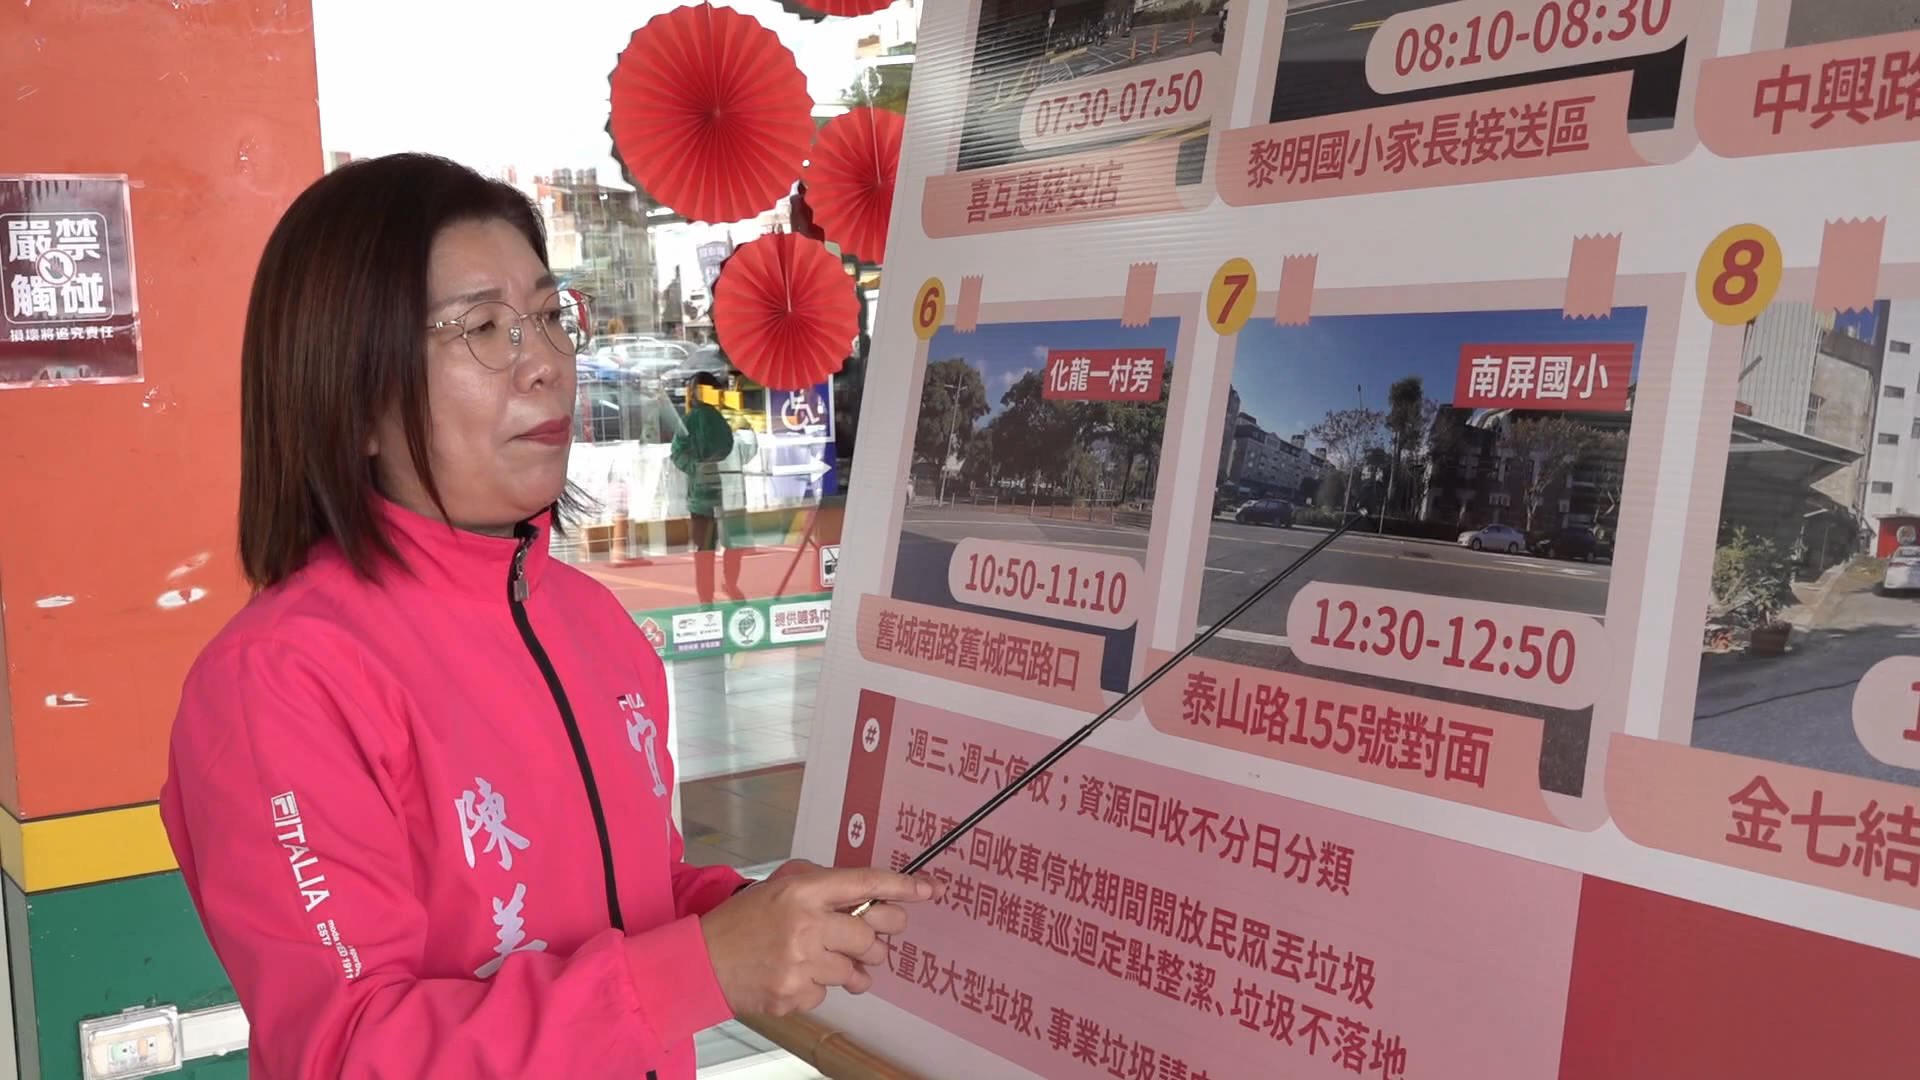 嚴禁
觸碰
損壞將追究責任
07:30-07:50
喜互惠慈安店
08:10-08:30
黎明國小家長接送區
中興路
6
化龍一村旁
10:50-11:10
舊城南路舊城西路口
7
南屏國小
12:30-12:50
泰山路155號對面
8
金七結
# 週三、週六停收；資源回收不分日分類
# 垃圾車、回收車停放期間開放民眾丟垃圾
家共同維護巡迴定點整潔、垃圾不落地
大量及大型垃圾、事業垃圾請
提供哺乳巾
宜
陳
美
ITALIA
1911